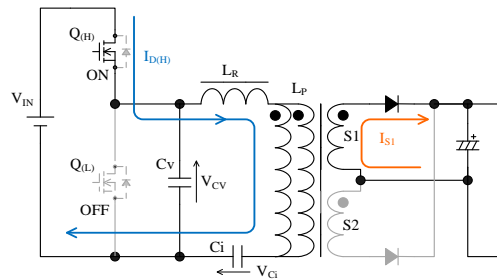 Q(H)
ID(H)
ON
LR
LP
VIN
S1
IS1
+
Q(L)
CV
VCV
OFF
S2
Ci
VCi